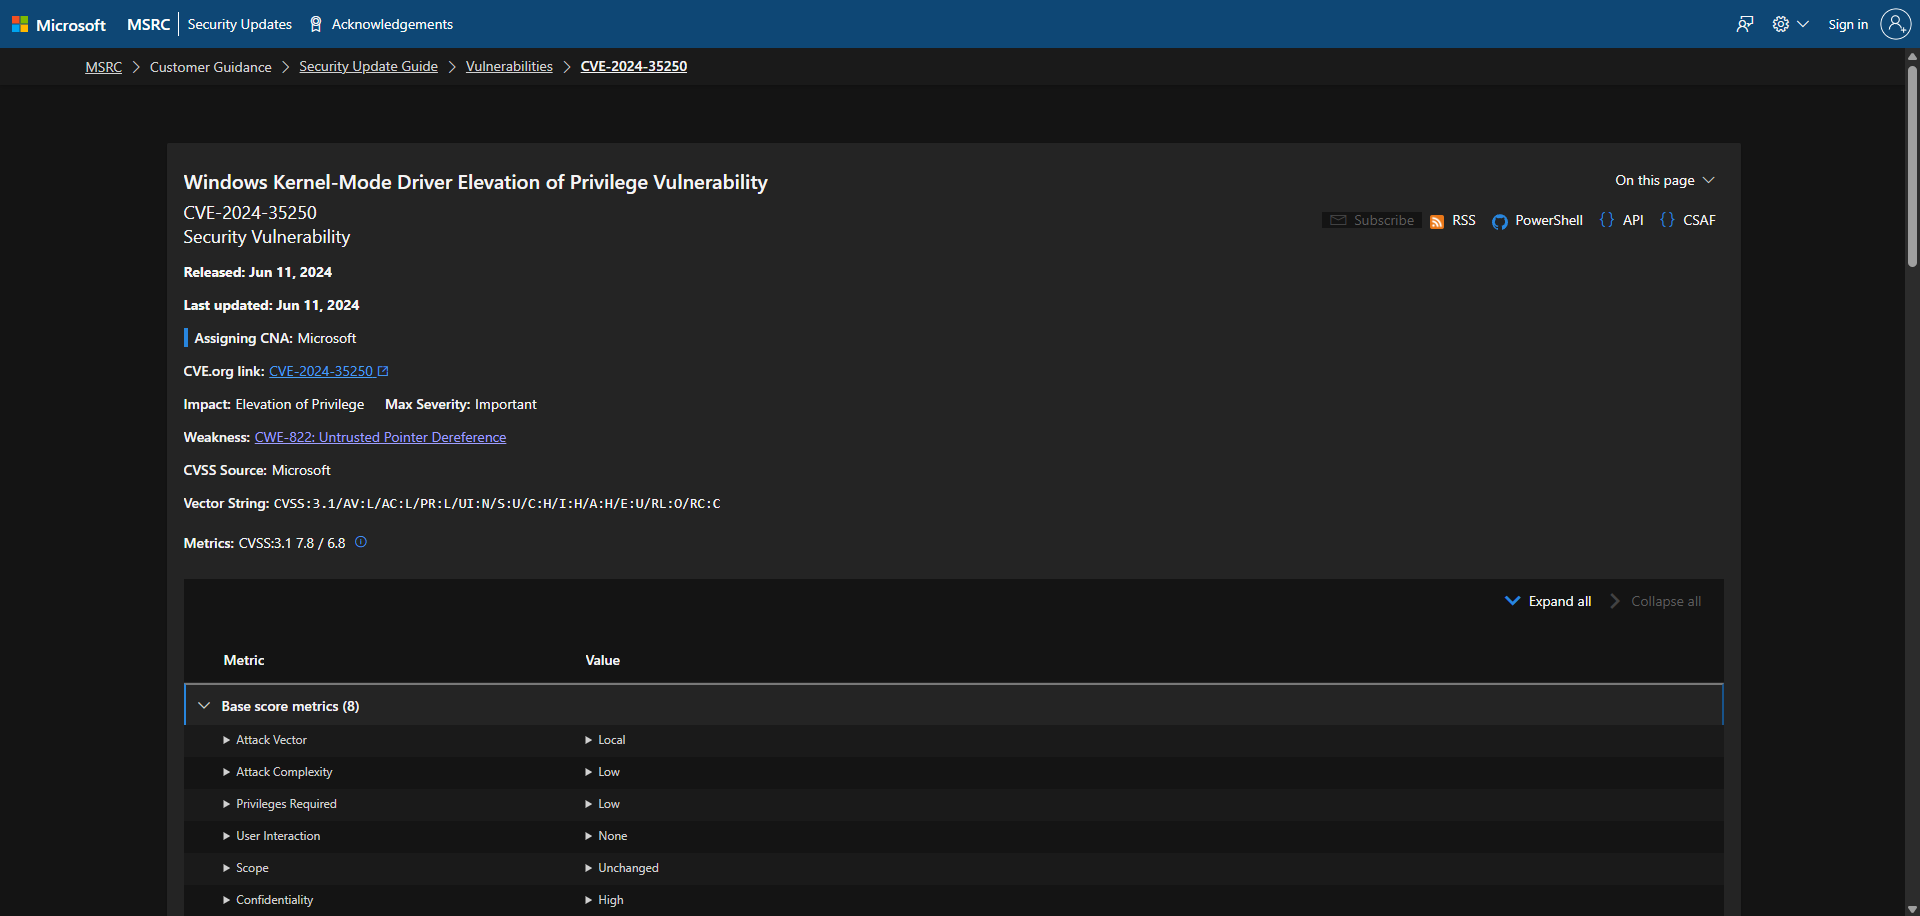 Microsoft MSRC Security Updates Acknowledgements Sign in
MSRC Customer Guidance Security Update Guide Vulnerabilities CVE-2024-35250
Windows Kernel-Mode Driver Elevation of Privilege Vulnerability
On this page
CVE-2024-35250
Security Vulnerability
Subscribe RSS PowerShell API CSAF
Released: Jun 11, 2024
Last updated: Jun 11, 2024
Assigning CNA: Microsoft
CVE.org link: CVE-2024-35250
Impact: Elevation of Privilege Max Severity: Important
Weakness: CWE-822: Untrusted Pointer Dereference
CVSS Source: Microsoft
Vector String: CVSS:3.1/AV:L/AC:L/PR:L/UI:N/S:U/C:H/I:H/A:H/E:U/RL:O/RC:C
Metrics: CVSS:3.1 7.8 / 6.8
Expand all Collapse all
Metric Value
Base score metrics (8)
Attack Vector Local
Attack Complexity Low
Privileges Required Low
User Interaction None
Scope Unchanged
Confidentiality High